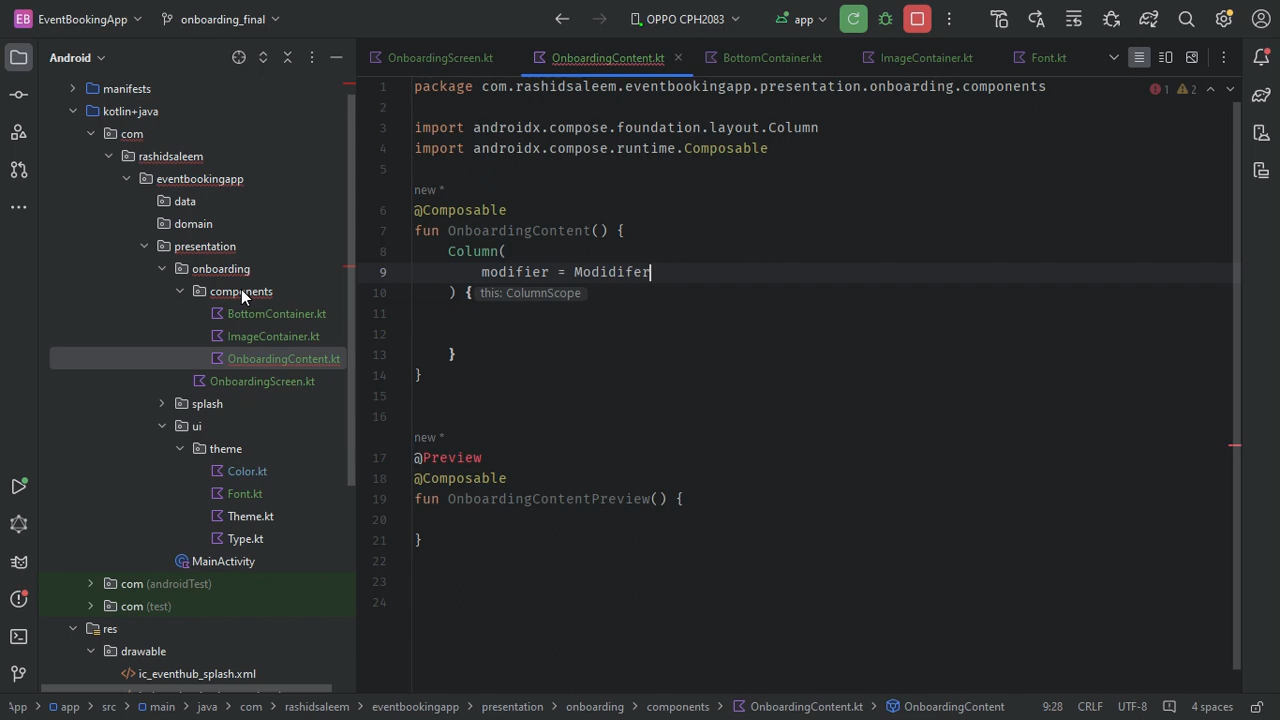 EB EventBookingApp onboarding_final OPPO CPH2083 app
Android
OnboardingScreen.kt OnboardingContent.kt BottomContainer.kt ImageContainer.kt Font.kt
manifests
kotlin+java
com
rashidsaleem
eventbookingapp
data
domain
presentation
onboarding
components
BottomContainer.kt
ImageContainer.kt
OnboardingContent.kt
OnboardingScreen.kt
splash
ui
theme
Color.kt
Font.kt
Theme.kt
Type.kt
MainActivity
com (androidTest)
com (test)
res
drawable
ic_eventhub_splash.xml
1 package com.rashidsaleem.eventbookingapp.presentation.onboarding.components
1 2
2
3 import androidx.compose.foundation.layout.Column
4 import androidx.compose.runtime.Composable
5
new *
6 @Composable
7 fun OnboardingContent() {
8 Column(
9 modifier = Modidifer
10 ) { this: ColumnScope
11
12
13 }
14 }
15
16
new *
17 @Preview
18 @Composable
19 fun OnboardingContentPreview() {
20
21 }
22
23
24
App app src main java com rashidsaleem eventbookingapp presentation onboarding components OnboardingContent.kt OnboardingContent 9:28 CRLF UTF-8 4 spaces